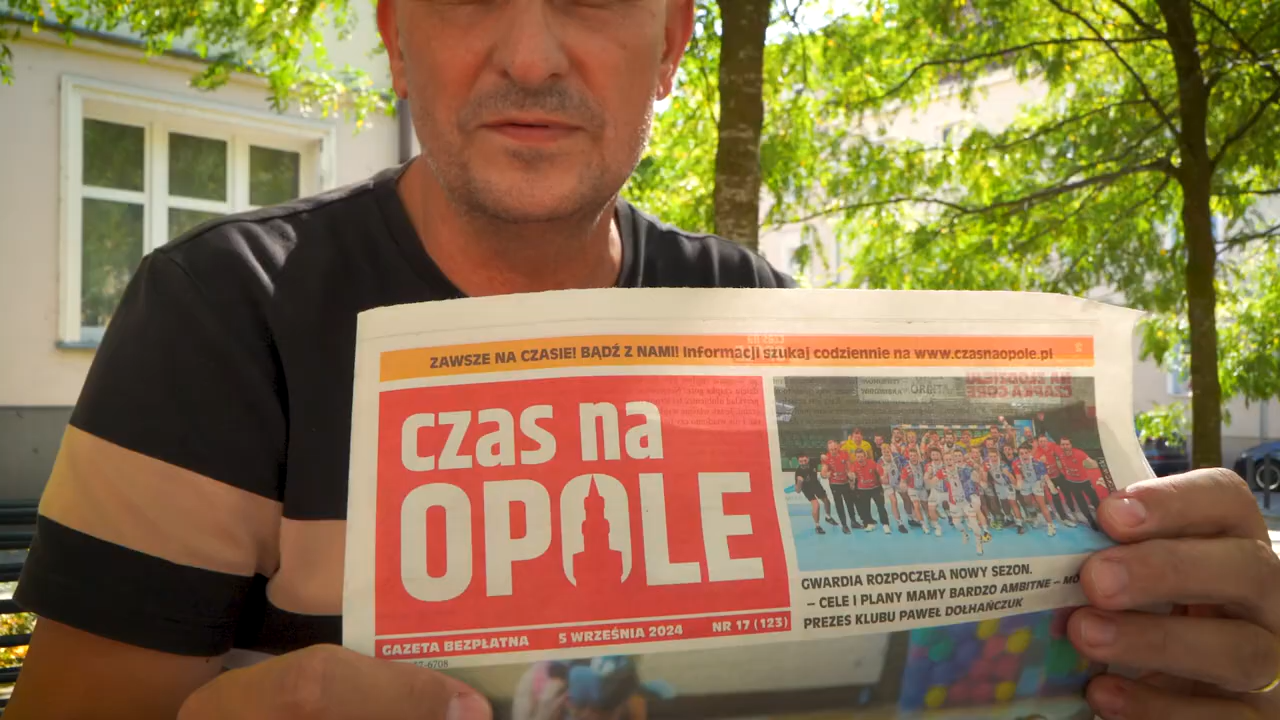 ZAWSZE NA CZASIE! BĄDŹ Z NAMI! Informacji szukaj codziennie na www.czasnaopole.pl
czas na
OPOLE
GAZETA BEZPŁATNA 5 WRZEŚNIA 2024 NR 17 (123)
GWARDIA ROZPOCZĘŁA NOWY SEZON.
– CELE I PLANY MAMY BARDZO AMBITNE –
PREZES KLUBU PAWEŁ DOŁHAŃCZUK